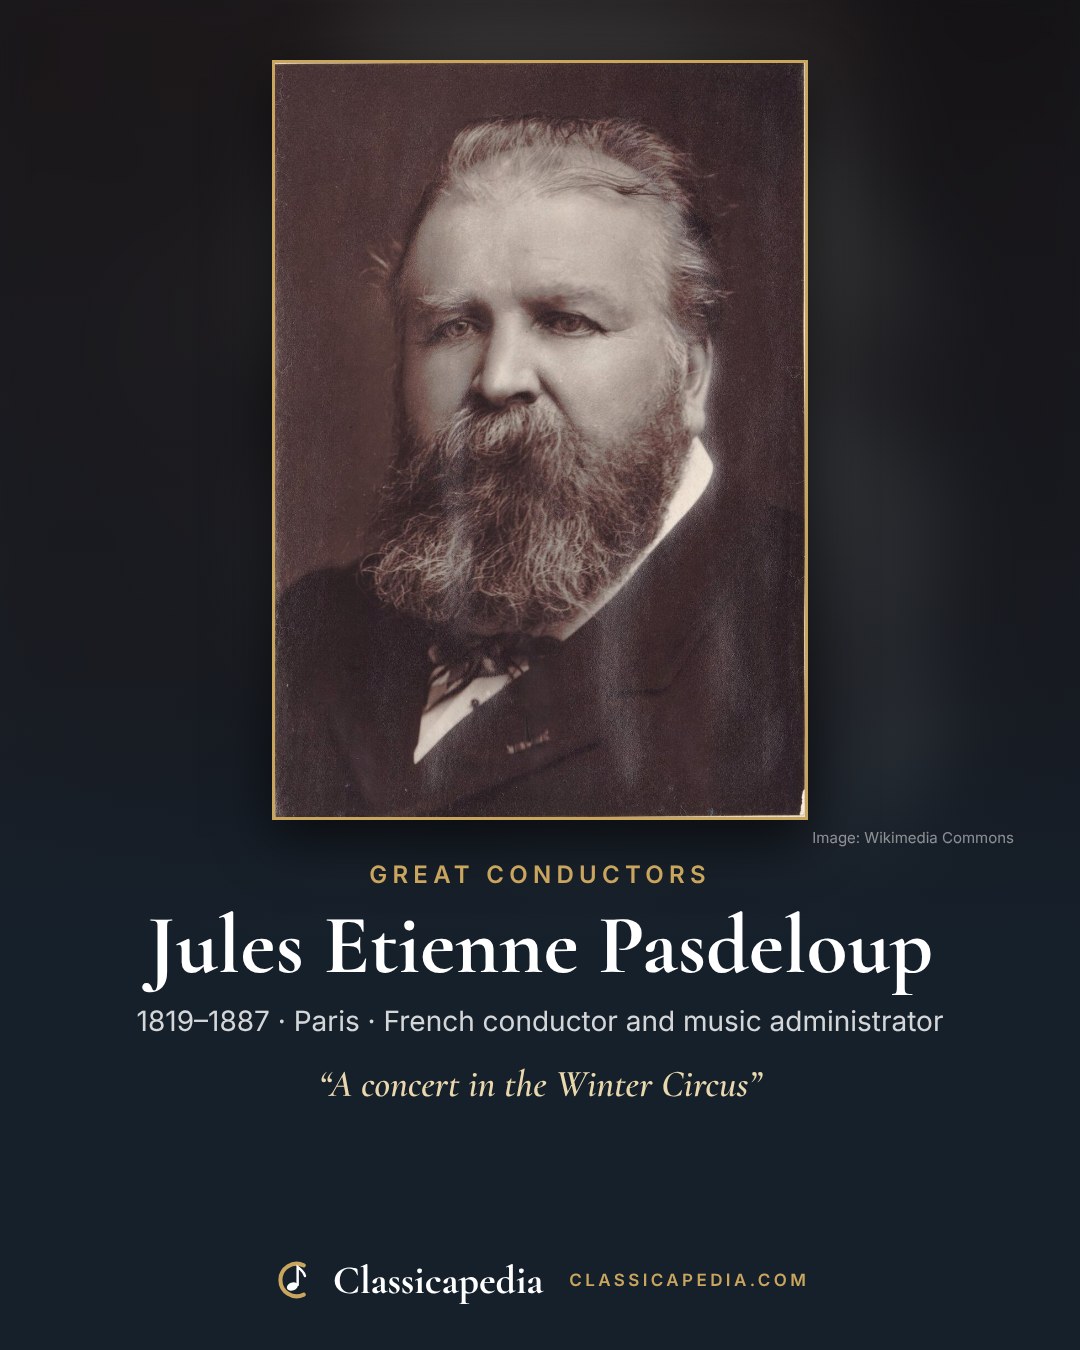 Image: Wikimedia Commons
GREAT CONDUCTORS
Jules Etienne Pasdeloup
1819–1887 · Paris · French conductor and music administrator
“A concert in the Winter Circus”
Classicapedia CLASSICAPEDIA.COM